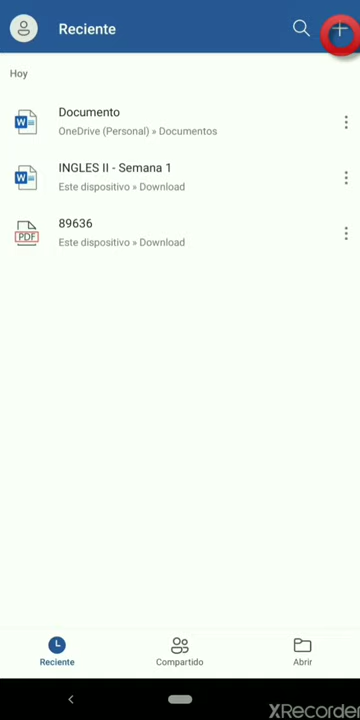 Reciente
Hoy
Documento
OneDrive (Personal) » Documentos
INGLES II - Semana 1
Este dispositivo » Download
89636
Este dispositivo » Download
PDF
Reciente
Compartido
Abrir
XRecorder